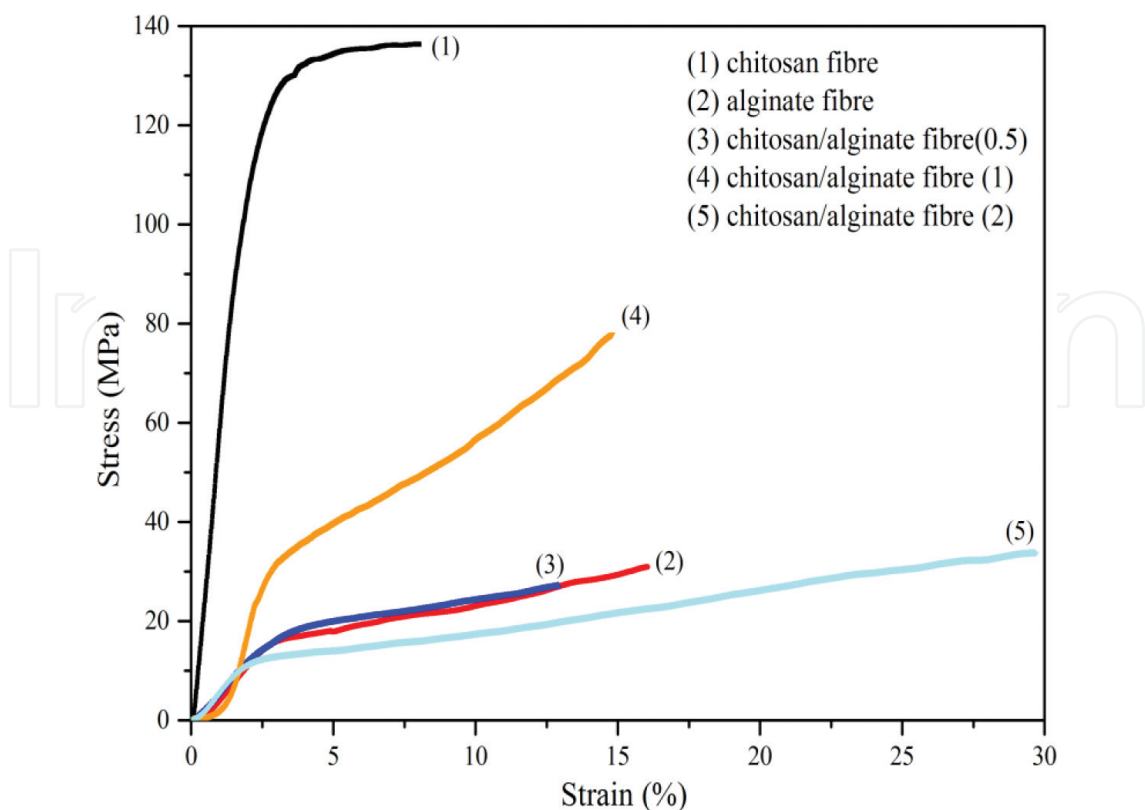 140
120
100
80
60
40
20
0
Stress (MPa)
(1)
(1) chitosan fibre
(2) alginate fibre
(3) chitosan/alginate fibre(0.5)
(4) chitosan/alginate fibre (1)
(5) chitosan/alginate fibre (2)
(4)
(3)
(2)
(5)
0 5 10 15 20 25 30
Strain (%)